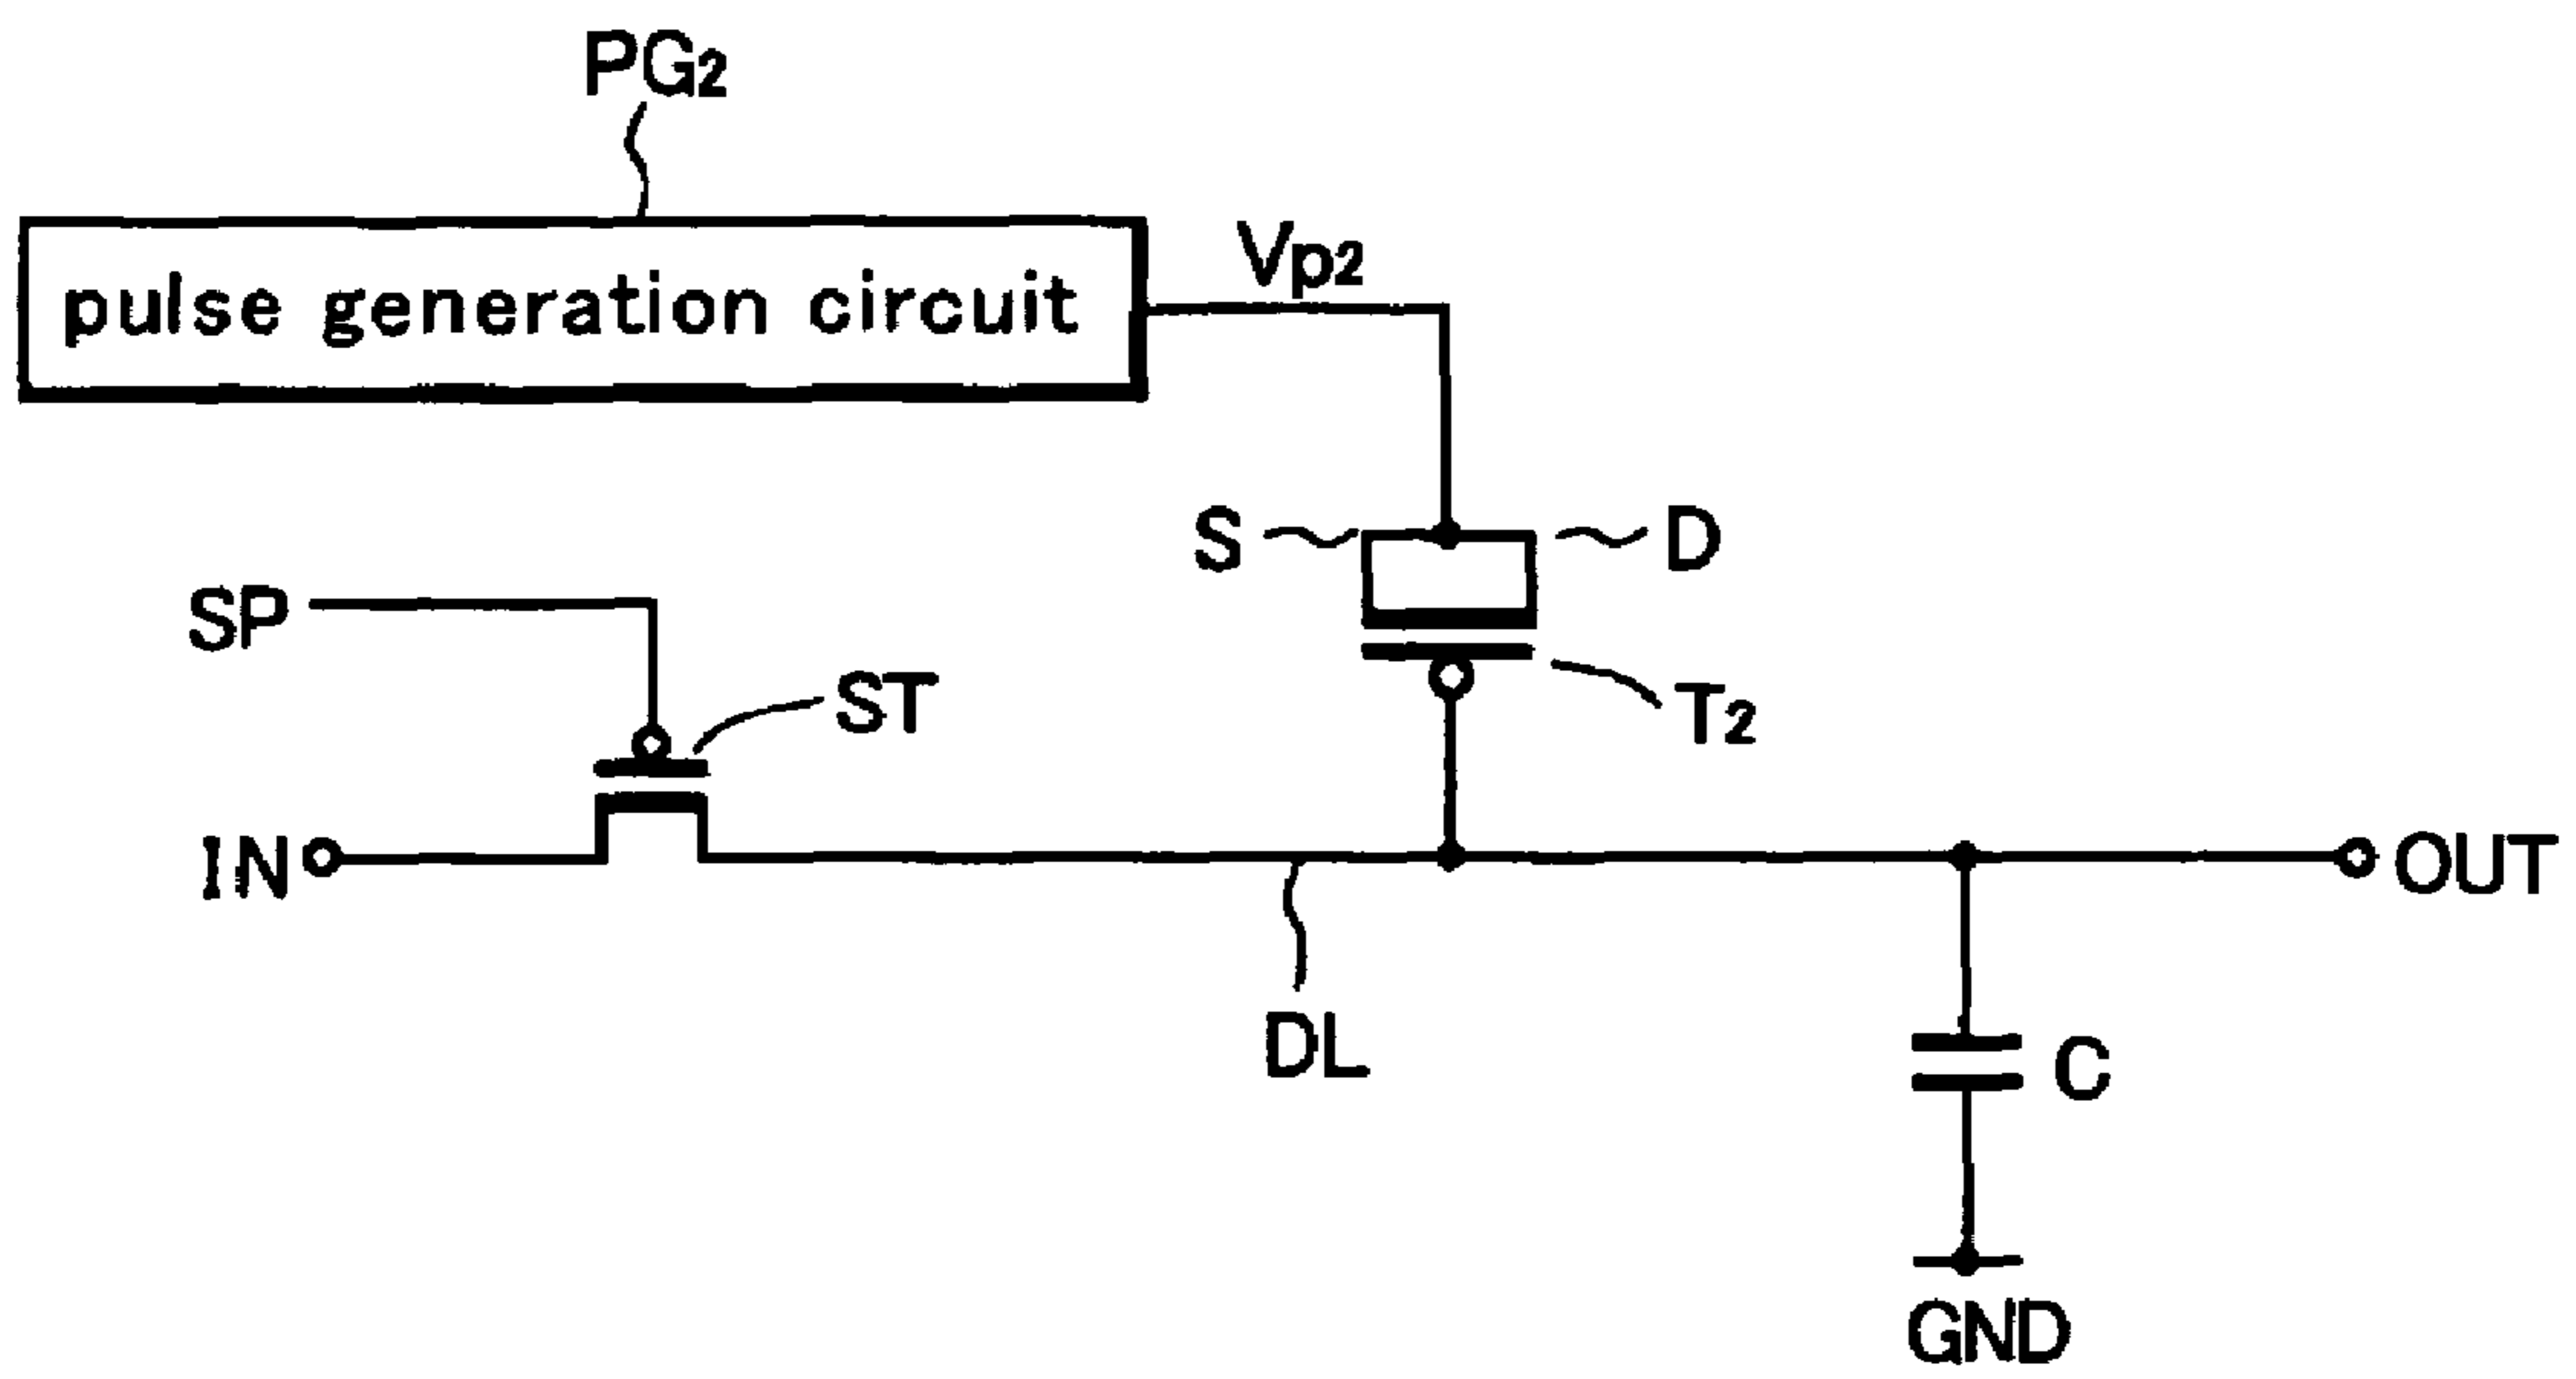 PG2
Vp2
pulse generation circuit
S
D
SP
ST
T2
IN
OUT
DL
C
GND